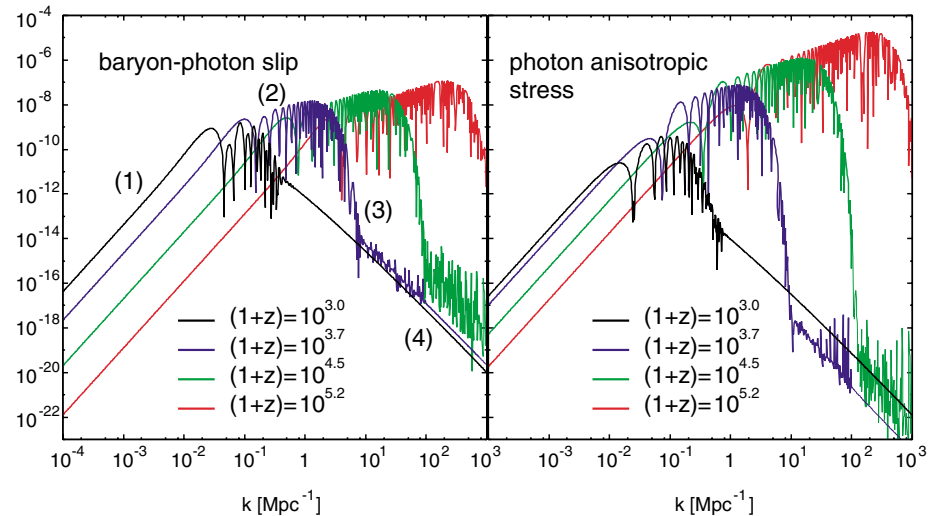 10^-4
10^-6
10^-8
10^-10
10^-12
10^-14
10^-16
10^-18
10^-20
10^-22
baryon-photon slip
(2)
(1)
(3)
(4)
(1+z)=10^3.0
(1+z)=10^3.7
(1+z)=10^4.5
(1+z)=10^5.2
10^-4 10^-3 10^-2 10^-1 1 10^1 10^2
k [Mpc^-1]
photon anisotropic
stress
(1+z)=10^3.0
(1+z)=10^3.7
(1+z)=10^4.5
(1+z)=10^5.2
10^-4 10^-3 10^-2 10^-1 1 10^1 10^2 10^3
k [Mpc^-1]